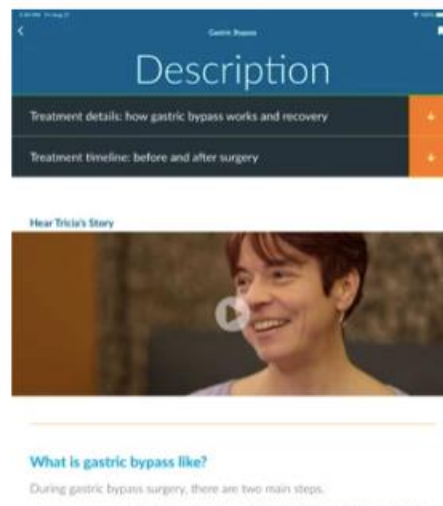 Gastric Bypass
Description
Treatment details: how gastric bypass works and recovery
Treatment timeline: before and after surgery
Hear Tricia's Story
What is gastric bypass like?
During gastric bypass surgery, there are two main steps.